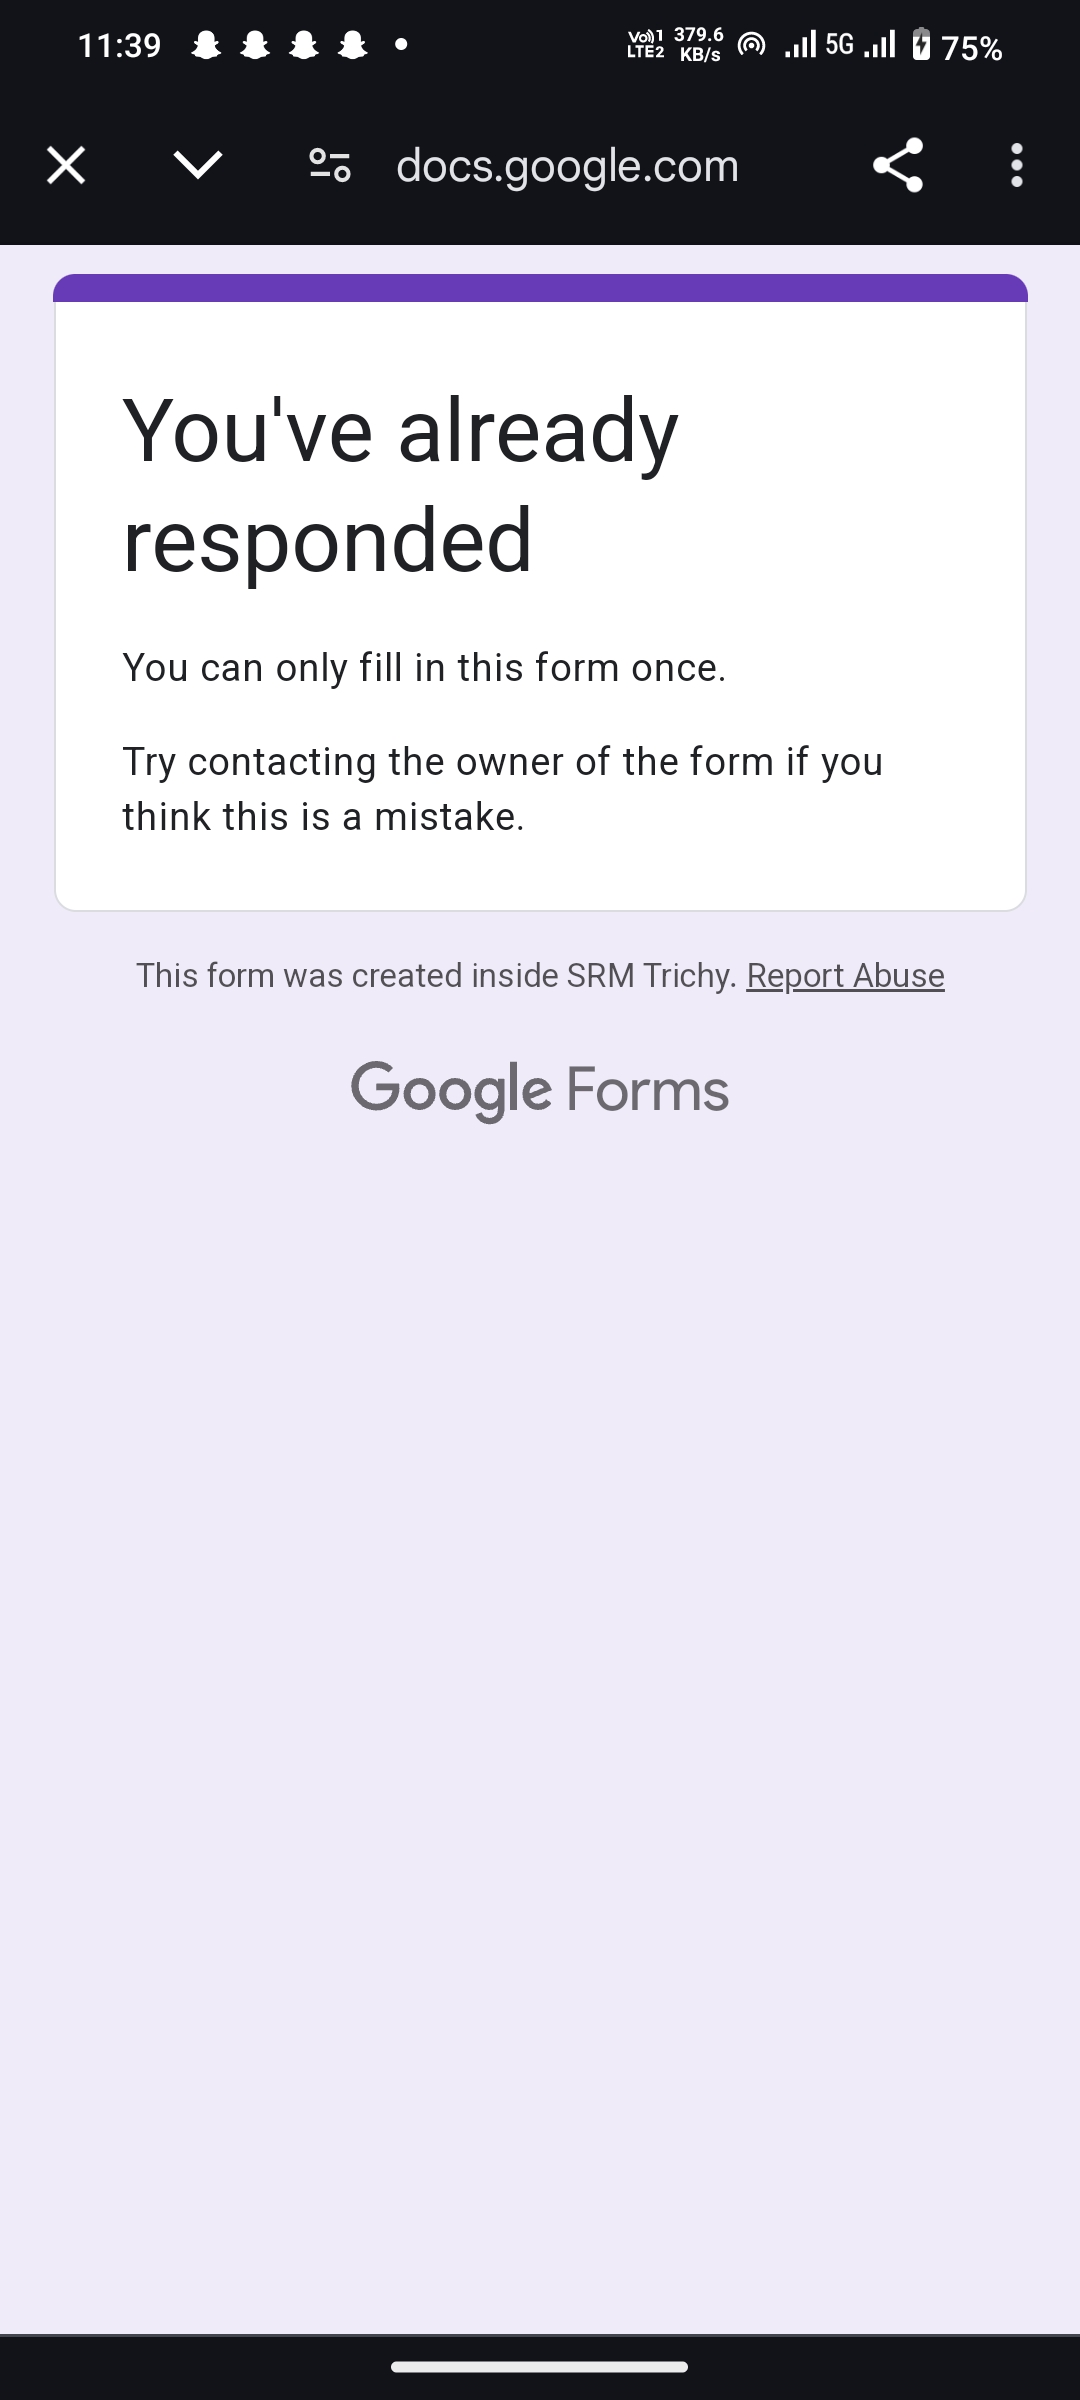 11:39
Vo))1 LTE2 379.6 KB/s 5G 75%
docs.google.com
You've already
responded
You can only fill in this form once.
Try contacting the owner of the form if you
think this is a mistake.
This form was created inside SRM Trichy. Report Abuse
Google Forms